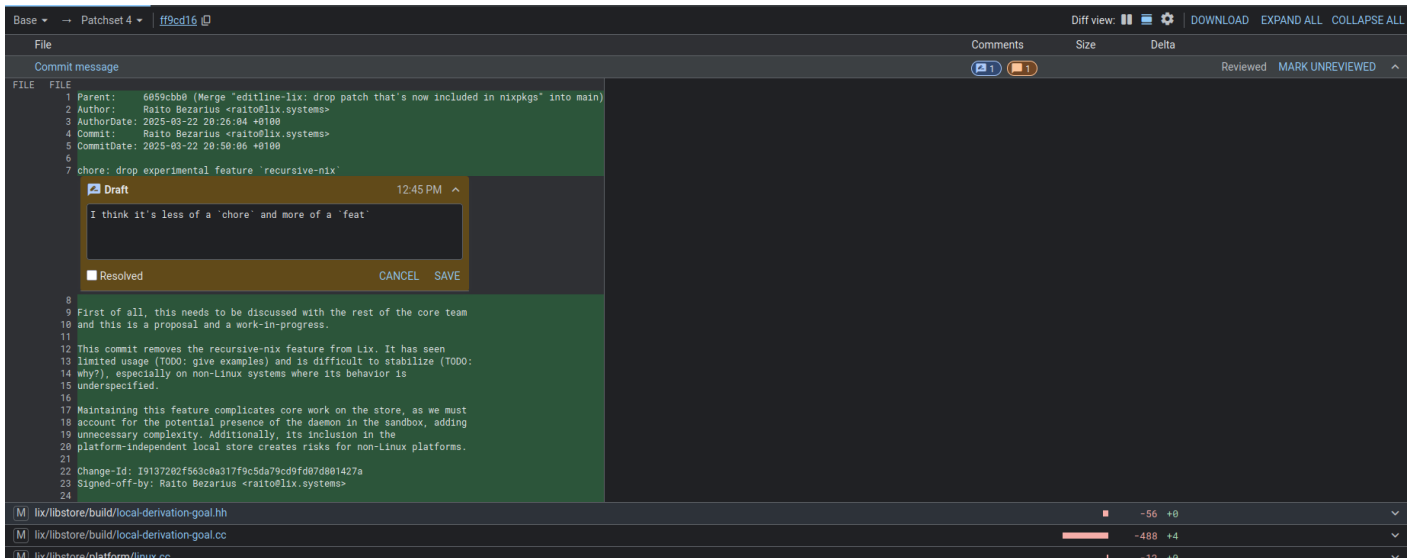 Base → Patchset 4 ff9cd16 Diff view: DOWNLOAD EXPAND ALL COLLAPSE ALL
File Comments Size Delta
Commit message 1 1 Reviewed MARK UNREVIEWED
FILE FILE
1 Parent: 6059cbb0 (Merge "editline-lix: drop patch that's now included in nixpkgs" into main)
2 Author: Raito Bezarius <raito@lix.systems>
3 AuthorDate: 2025-03-22 20:26:04 +0100
4 Commit: Raito Bezarius <raito@lix.systems>
5 CommitDate: 2025-03-22 20:50:06 +0100
6
7 chore: drop experimental feature `recursive-nix`
Draft 12:45 PM
I think it's less of a `chore` and more of a `feat`
Resolved CANCEL SAVE
8
9 First of all, this needs to be discussed with the rest of the core team
10 and this is a proposal and a work-in-progress.
11
12 This commit removes the recursive-nix feature from Lix. It has seen
13 limited usage (TODO: give examples) and is difficult to stabilize (TODO:
14 why?), especially on non-Linux systems where its behavior is
15 underspecified.
16
17 Maintaining this feature complicates core work on the store, as we must
18 account for the potential presence of the daemon in the sandbox, adding
19 unnecessary complexity. Additionally, its inclusion in the
20 platform-independent local store creates risks for non-Linux platforms.
21
22 Change-Id: I9137202f563c0a317f9c5da79cd9fd07d801427a
23 Signed-off-by: Raito Bezarius <raito@lix.systems>
24
M lix/libstore/build/local-derivation-goal.hh -56 +0
M lix/libstore/build/local-derivation-goal.cc -488 +4
M lix/libstore/platform/linux.cc -12 +0